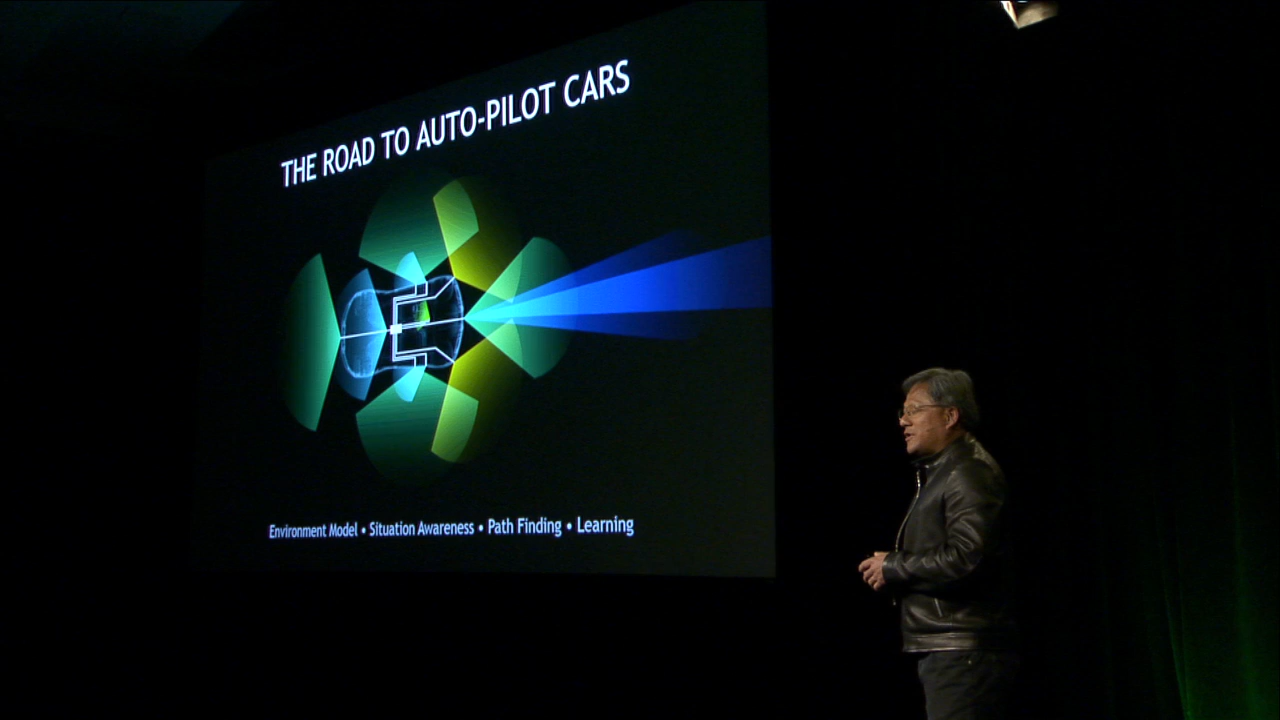 THE ROAD TO AUTO-PILOT CARS
Environment Model • Situation Awareness • Path Finding • Learning